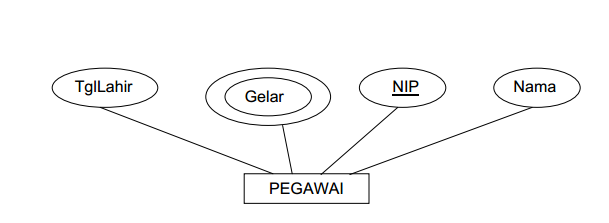 TglLahir
Gelar
NIP
Nama
PEGAWAI